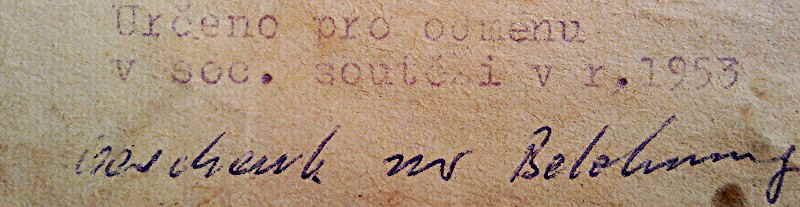 Určeno pro odměnu
v soc. soutěži v r,1953
Geschenk zur Belohnung